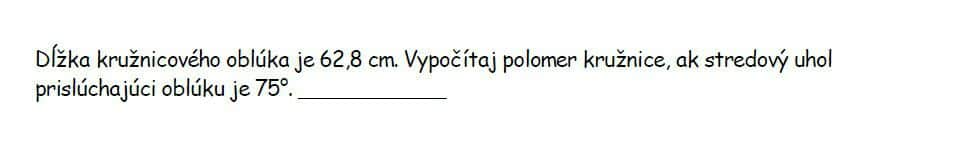 Dĺžka kružnicového oblúka je 62,8 cm. Vypočítaj polomer kružnice, ak stredový uhol
prislúchajúci oblúku je 75°. ____________